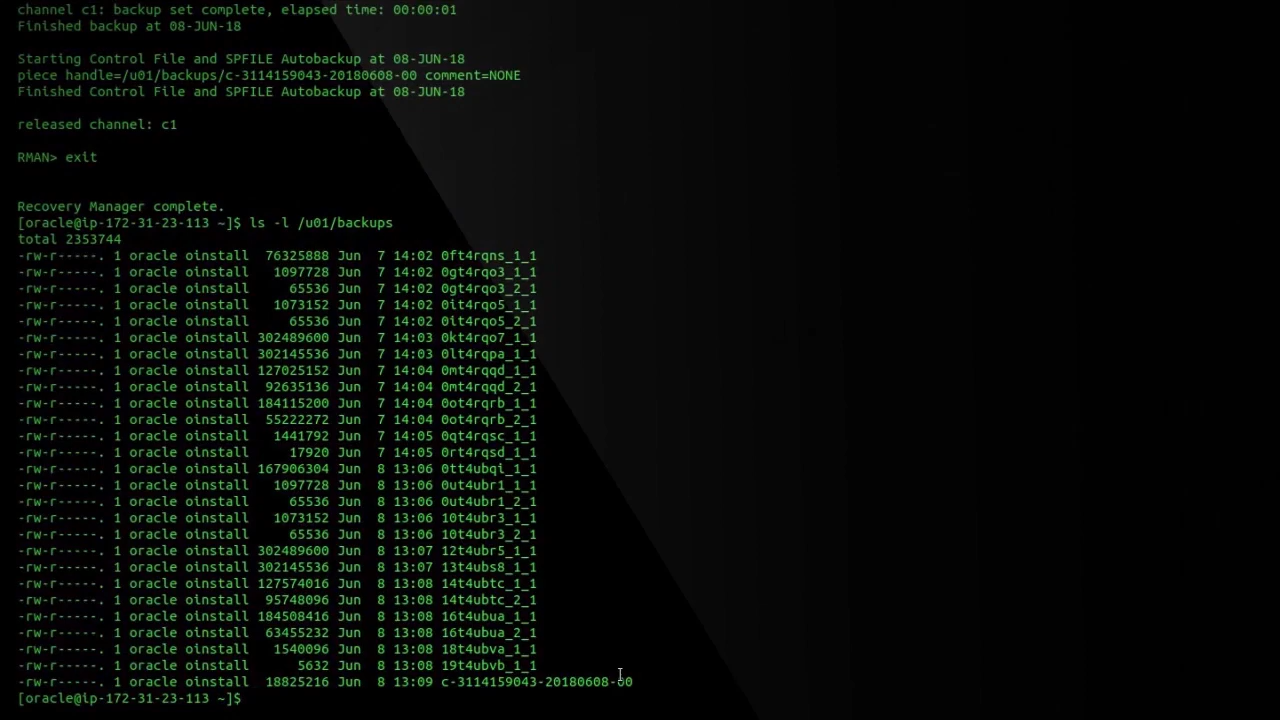 channel c1: backup set complete, elapsed time: 00:00:01
Finished backup at 08-JUN-18
Starting Control File and SPFILE Autobackup at 08-JUN-18
piece handle=/u01/backups/c-3114159043-20180608-00 comment=NONE
Finished Control File and SPFILE Autobackup at 08-JUN-18
released channel: c1
RMAN> exit
Recovery Manager complete.
[oracle@ip-172-31-23-113 ~]$ ls -l /u01/backups
total 2353744
-rw-r-----. 1 oracle oinstall  76325888 Jun  7 14:02 0ft4rqns_1_1
-rw-r-----. 1 oracle oinstall   1097728 Jun  7 14:02 0gt4rqo3_1_1
-rw-r-----. 1 oracle oinstall     65536 Jun  7 14:02 0gt4rqo3_2_1
-rw-r-----. 1 oracle oinstall   1073152 Jun  7 14:02 0it4rqo5_1_1
-rw-r-----. 1 oracle oinstall     65536 Jun  7 14:02 0it4rqo5_2_1
-rw-r-----. 1 oracle oinstall 302489600 Jun  7 14:03 0kt4rqo7_1_1
-rw-r-----. 1 oracle oinstall 302145536 Jun  7 14:03 0lt4rqpa_1_1
-rw-r-----. 1 oracle oinstall 127025152 Jun  7 14:04 0mt4rqqd_1_1
-rw-r-----. 1 oracle oinstall  92635136 Jun  7 14:04 0mt4rqqd_2_1
-rw-r-----. 1 oracle oinstall 184115200 Jun  7 14:04 0ot4rqrb_1_1
-rw-r-----. 1 oracle oinstall  55222272 Jun  7 14:04 0ot4rqrb_2_1
-rw-r-----. 1 oracle oinstall   1441792 Jun  7 14:05 0qt4rqsc_1_1
-rw-r-----. 1 oracle oinstall     17920 Jun  7 14:05 0rt4rqsd_1_1
-rw-r-----. 1 oracle oinstall 167906304 Jun  8 13:06 0tt4ubqi_1_1
-rw-r-----. 1 oracle oinstall   1097728 Jun  8 13:06 0ut4ubr1_1_1
-rw-r-----. 1 oracle oinstall     65536 Jun  8 13:06 0ut4ubr1_2_1
-rw-r-----. 1 oracle oinstall   1073152 Jun  8 13:06 10t4ubr3_1_1
-rw-r-----. 1 oracle oinstall     65536 Jun  8 13:06 10t4ubr3_2_1
-rw-r-----. 1 oracle oinstall 302489600 Jun  8 13:07 12t4ubr5_1_1
-rw-r-----. 1 oracle oinstall 302145536 Jun  8 13:07 13t4ubs8_1_1
-rw-r-----. 1 oracle oinstall 127574016 Jun  8 13:08 14t4ubtc_1_1
-rw-r-----. 1 oracle oinstall  95748096 Jun  8 13:08 14t4ubtc_2_1
-rw-r-----. 1 oracle oinstall 184508416 Jun  8 13:08 16t4ubua_1_1
-rw-r-----. 1 oracle oinstall  63455232 Jun  8 13:08 16t4ubua_2_1
-rw-r-----. 1 oracle oinstall   1540096 Jun  8 13:08 18t4ubva_1_1
-rw-r-----. 1 oracle oinstall      5632 Jun  8 13:08 19t4ubvb_1_1
-rw-r-----. 1 oracle oinstall  18825216 Jun  8 13:09 c-3114159043-20180608-00
[oracle@ip-172-31-23-113 ~]$